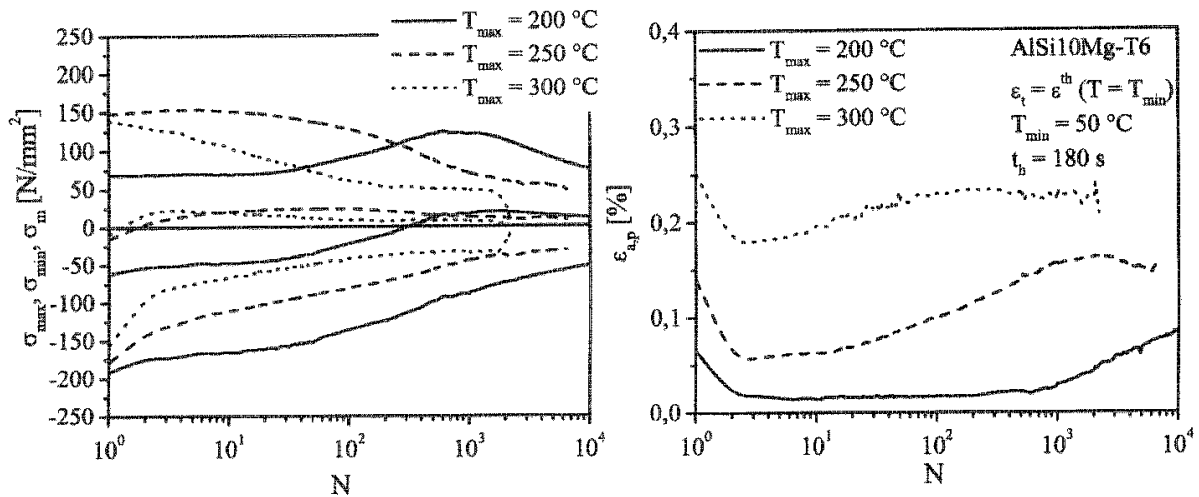 T_max = 200 °C
T_max = 250 °C
T_max = 300 °C
250
200
150
100
50
0
-50
-100
-150
-200
-250
σ_max, σ_min, σ_m [N/mm²]
10⁰
10¹
10²
10³
10⁴
N
T_max = 200 °C
T_max = 250 °C
T_max = 300 °C
AlSi10Mg-T6
ε_t = ε^th (T = T_min)
T_min = 50 °C
t_h = 180 s
0,4
0,3
0,2
0,1
0,0
ε_a,p [%]
10⁰
10¹
10²
10³
10⁴
N